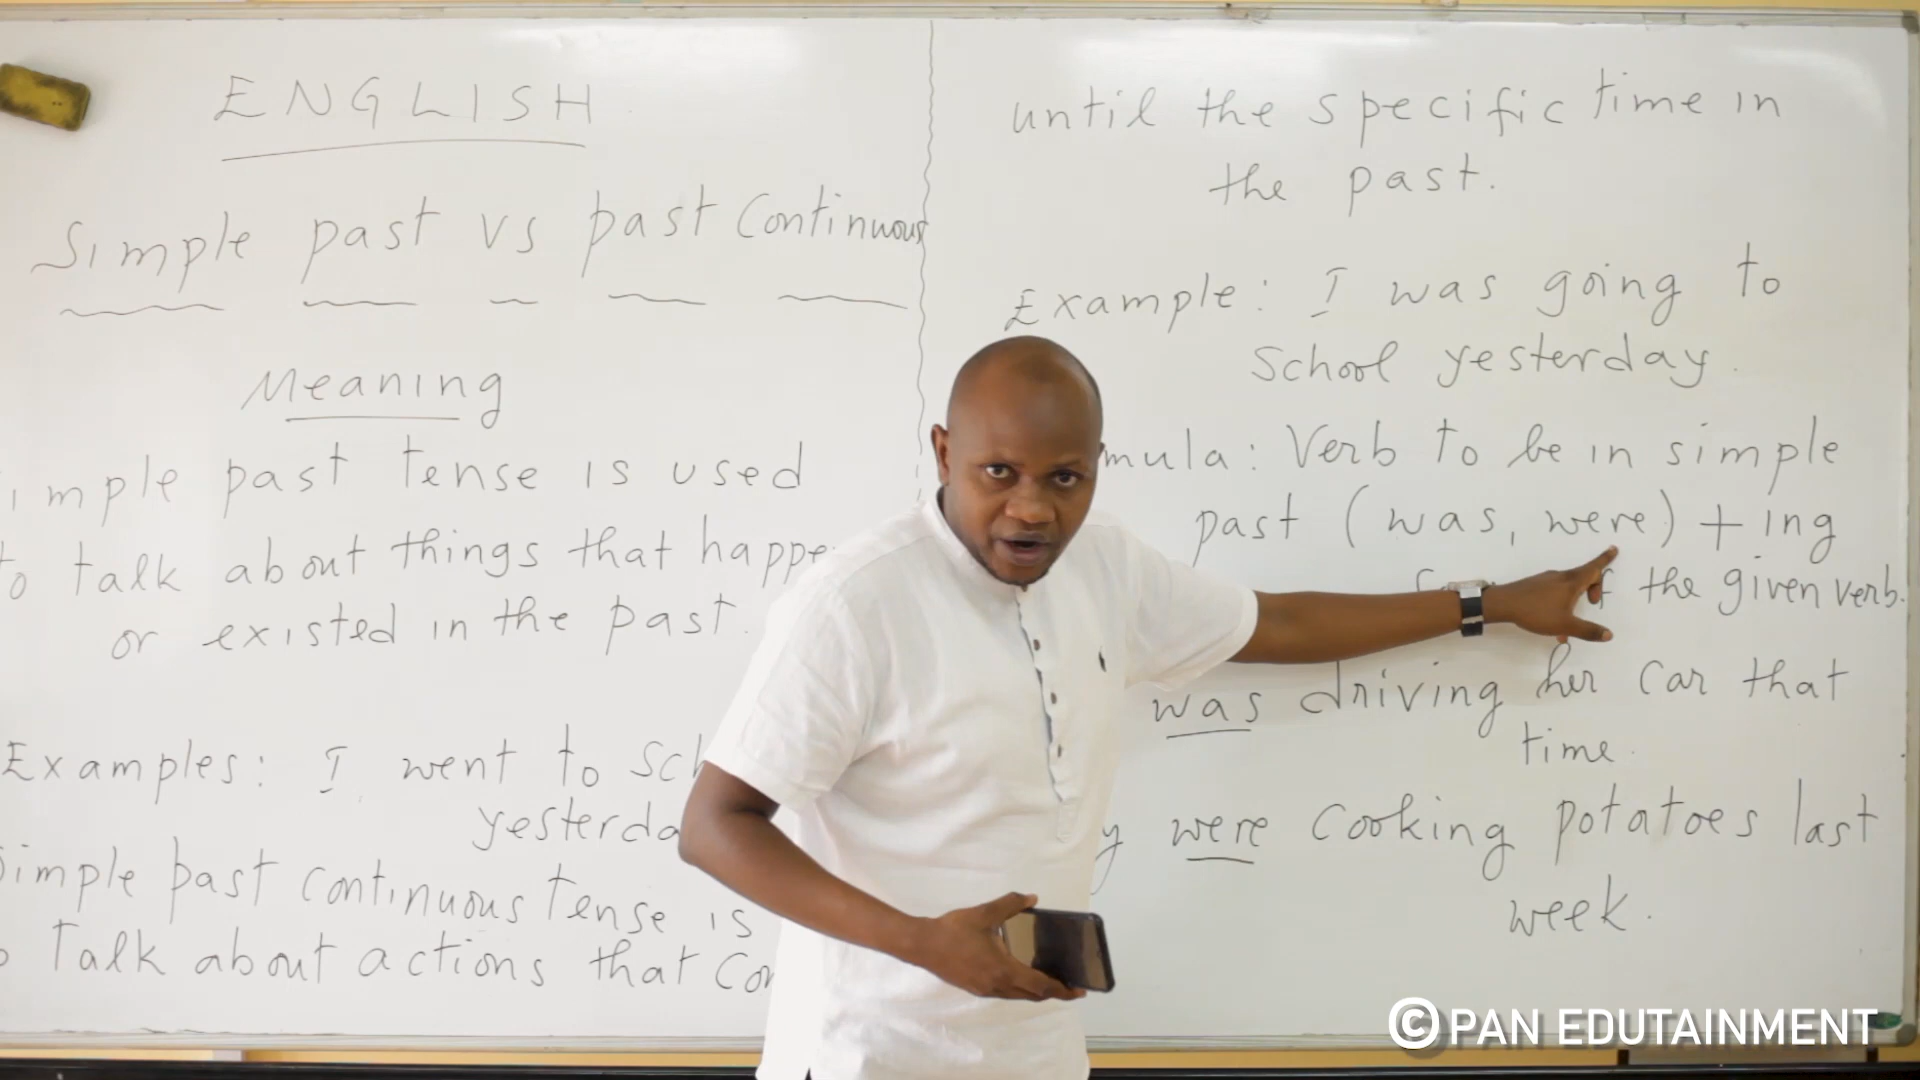 ENGLISH
Simple past vs past Continuous
Meaning
imple past tense is used
to talk about things that happe
or existed in the past.
Examples: I went to Sch
yesterda
Simple past continuous tense is
o talk about actions that Con
until the specific time in
the past.
Example: I was going to
School yesterday.
mula: Verb to be in simple
past (was, were) + ing
the given verb.
was driving her car that
time.
y were cooking potatoes last
week.
© PAN EDUTAINMENT